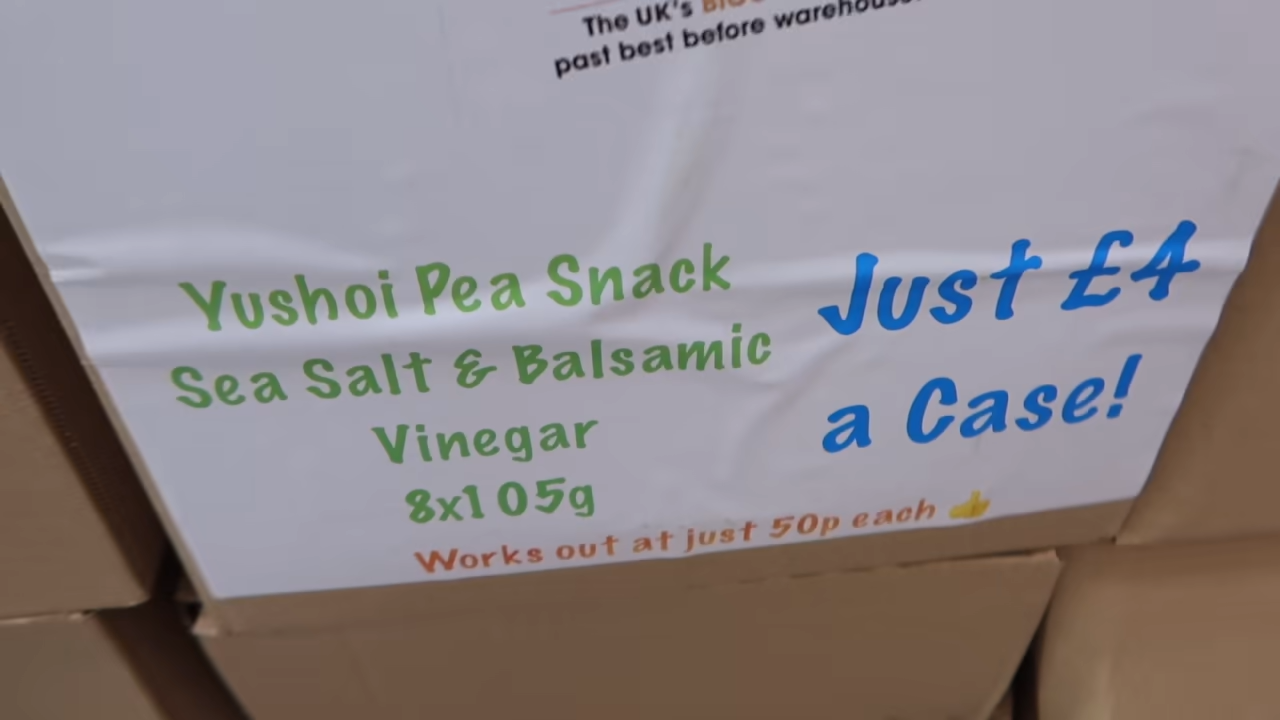 The UK's
past best before warehouse
Yushoi Pea Snack
Sea Salt & Balsamic
Vinegar
8x105g
Just £4
a Case!
Works out at just 50p each 👍